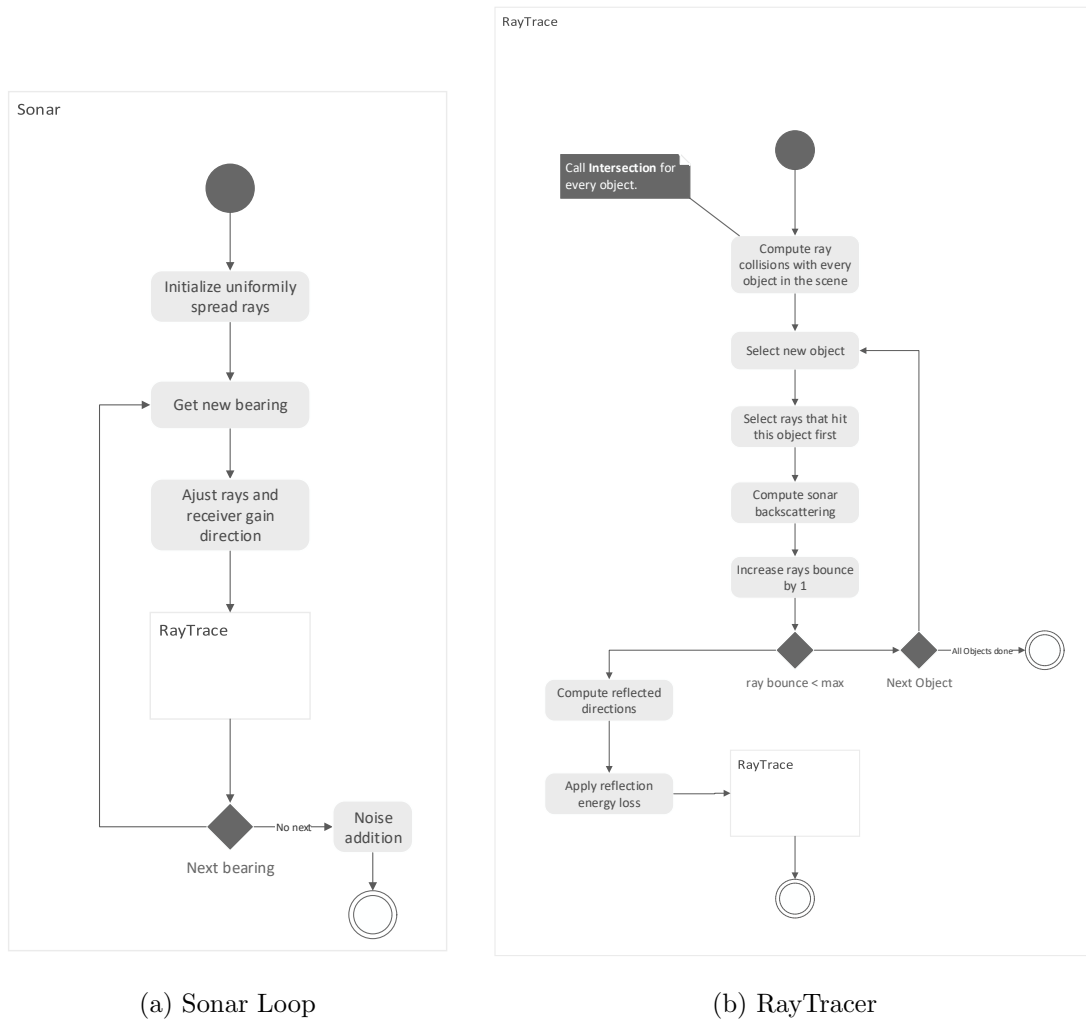 Sonar
Initialize uniformily
spread rays
Get new bearing
Ajust rays and
receiver gain
direction
RayTrace
No next
Noise
addition
Next bearing
(a) Sonar Loop
RayTrace
Call Intersection for
every object.
Compute ray
collisions with every
object in the scene
Select new object
Select rays that hit
this object first
Compute sonar
backscattering
Increase rays bounce
by 1
ray bounce < max
All Objects done
Next Object
Compute reflected
directions
Apply reflection
energy loss
RayTrace
(b) RayTracer